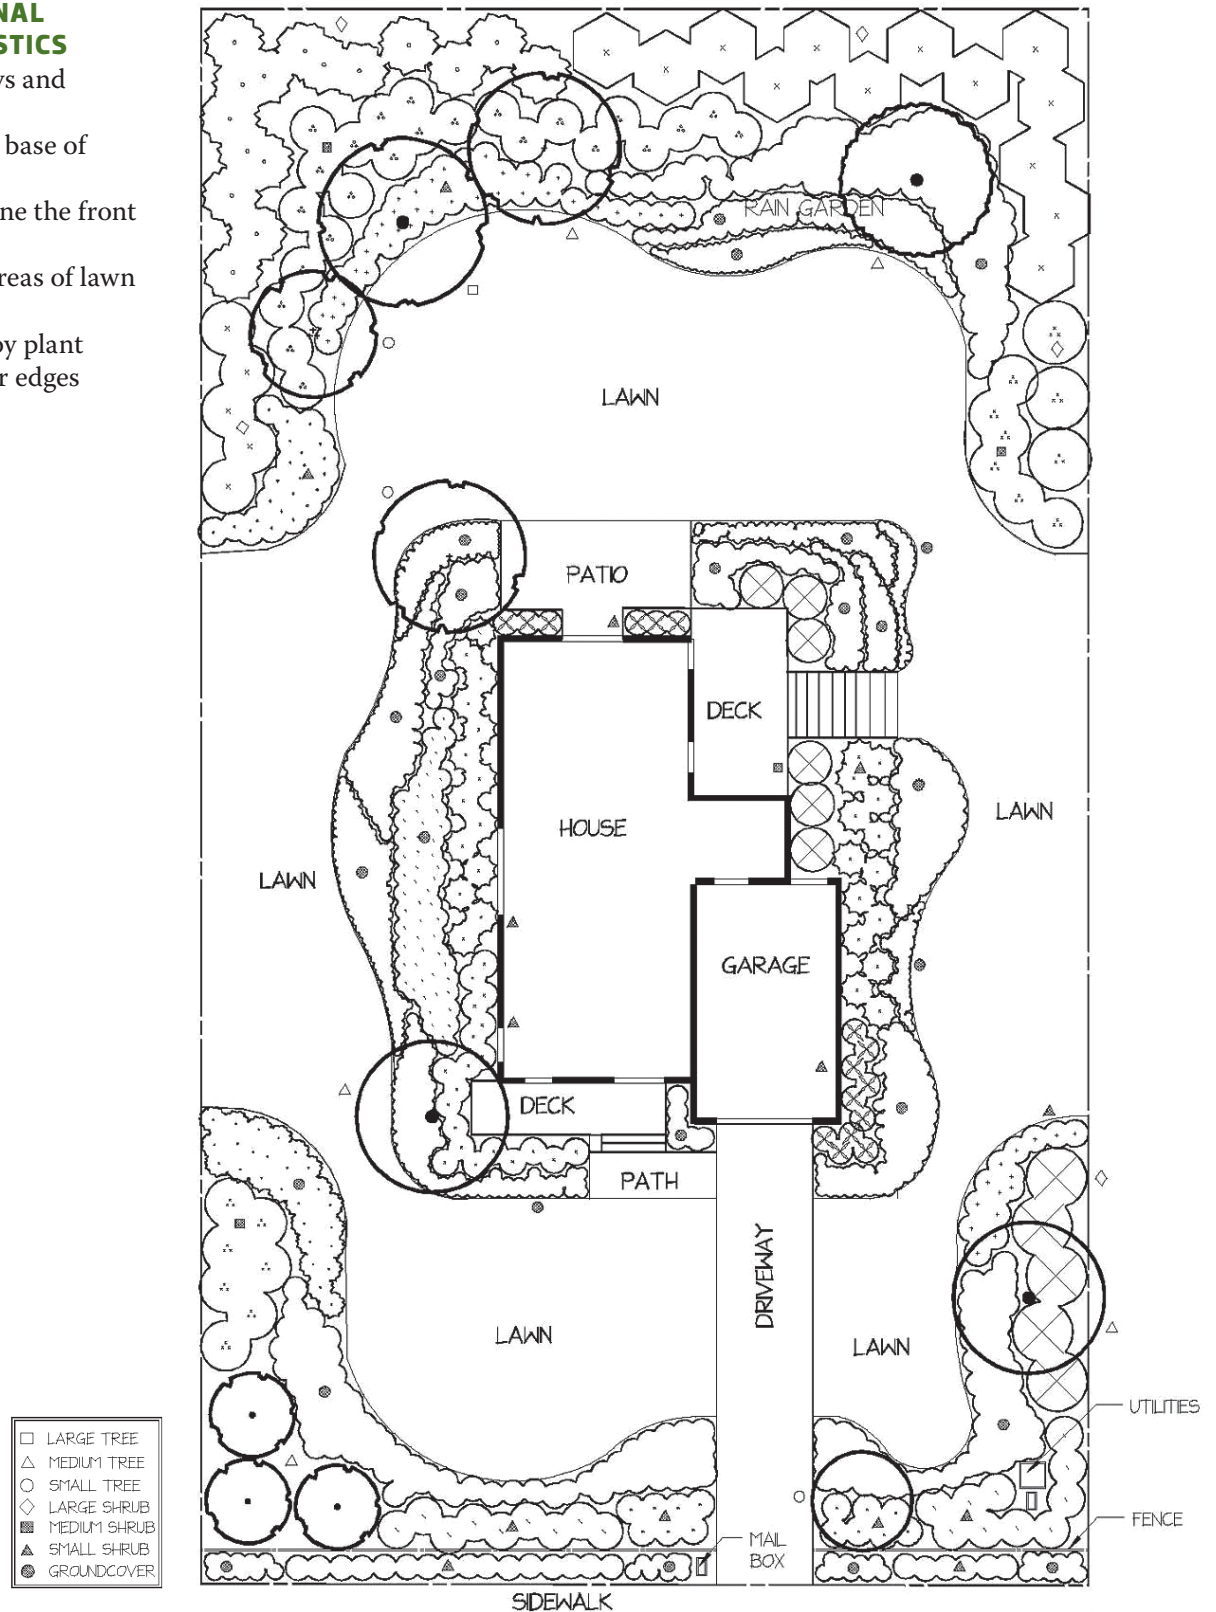 NAL
STICS
ws and
base of
ne the front
reas of lawn
by plant
r edges
RAIN GARDEN
LAWN
PATIO
DECK
HOUSE
LAWN
LAWN
GARAGE
DECK
PATH
DRIVEWAY
LAWN
LAWN
UTILITIES
FENCE
MAIL
BOX
SIDEWALK
LARGE TREE
MEDIUM TREE
SMALL TREE
LARGE SHRUB
MEDIUM SHRUB
SMALL SHRUB
GROUNDCOVER